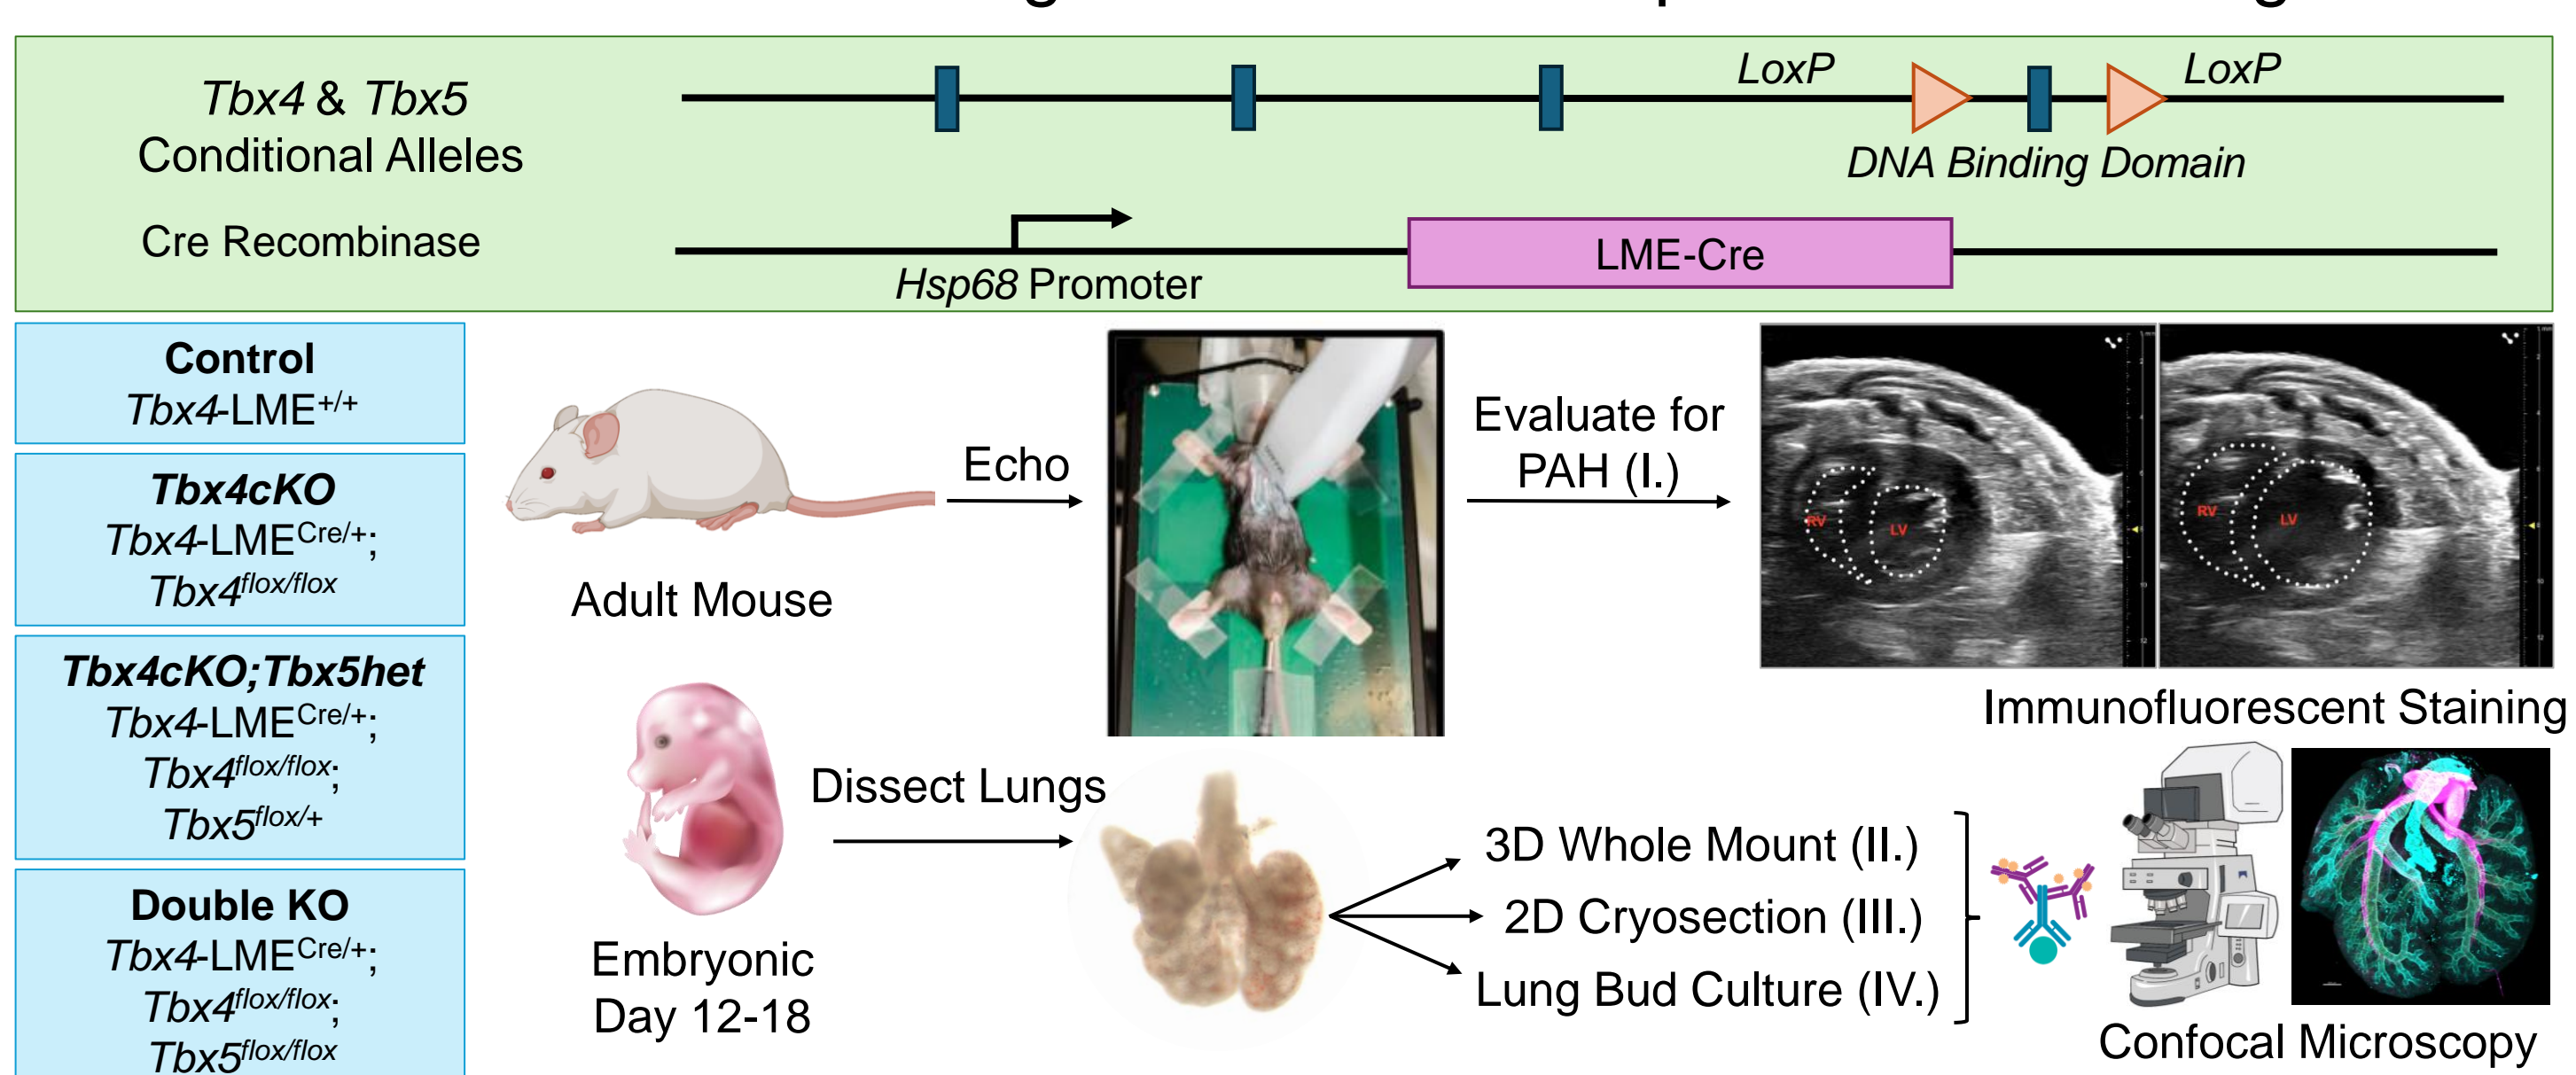 Tbx4 & Tbx5
Conditional Alleles
LoxP
LoxP
DNA Binding Domain
Cre Recombinase
Hsp68 Promoter
LME-Cre
Control
Tbx4-LME+/+
Tbx4cKO
Tbx4-LMECre/+;
Tbx4flox/flox
Tbx4cKO;Tbx5het
Tbx4-LMECre/+;
Tbx4flox/flox;
Tbx5flox/+
Double KO
Tbx4-LMECre/+;
Tbx4flox/flox;
Tbx5flox/flox
Adult Mouse
Echo
Evaluate for
PAH (I.)
RV
LV
RV
LV
Embryonic
Day 12-18
Dissect Lungs
3D Whole Mount (II.)
2D Cryosection (III.)
Lung Bud Culture (IV.)
Immunofluorescent Staining
Confocal Microscopy